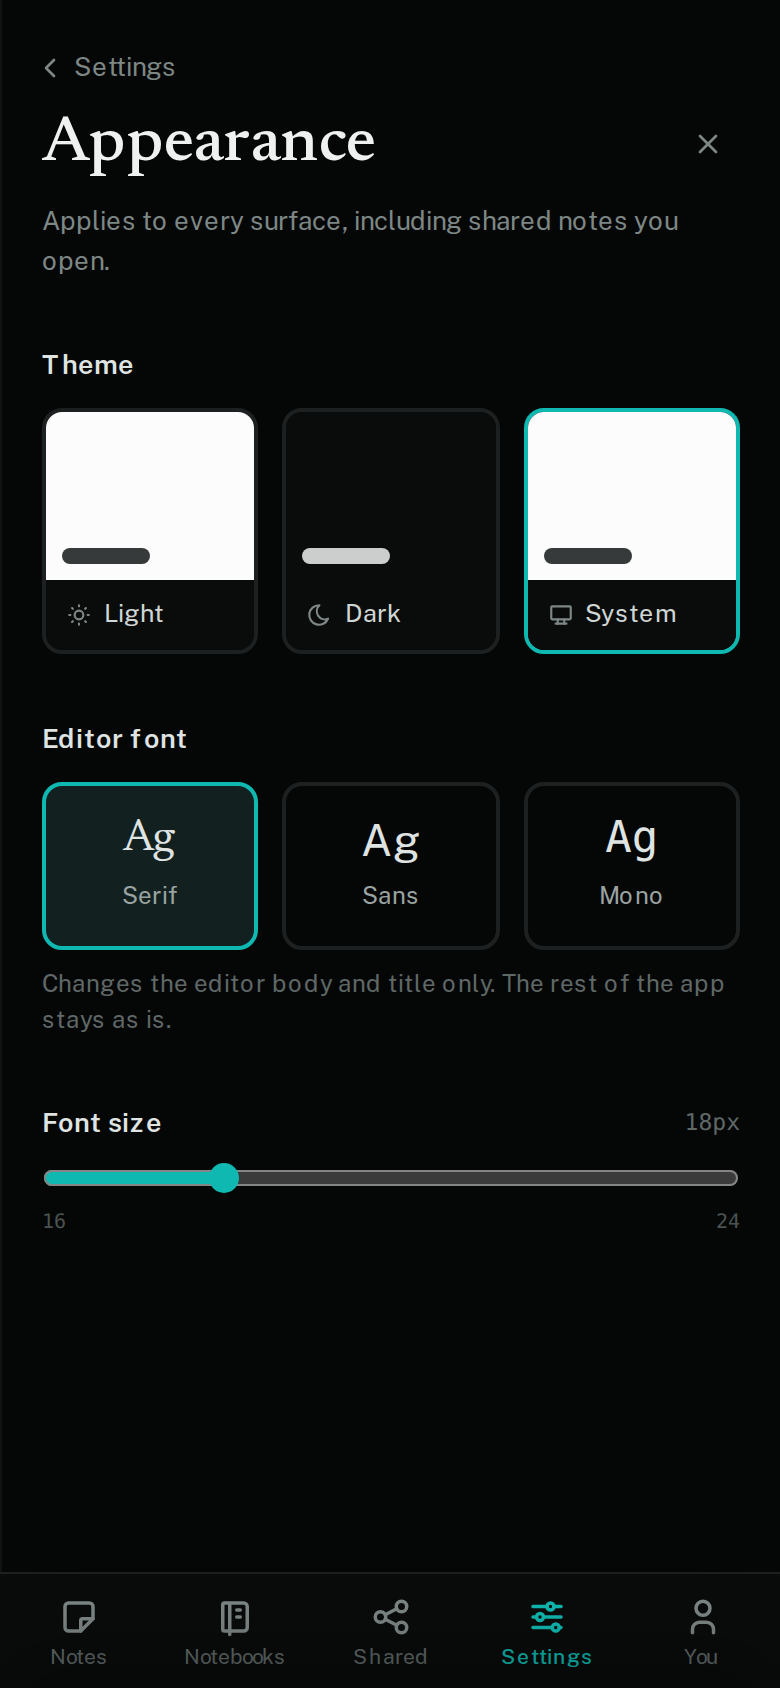 Settings
Appearance
Applies to every surface, including shared notes you
open.
Theme
Light
Dark
System
Editor font
Ag
Serif
Ag
Sans
Ag
Mono
Changes the editor body and title only. The rest of the app
stays as is.
Font size
18px
16
24
Notes
Notebooks
Shared
Settings
You